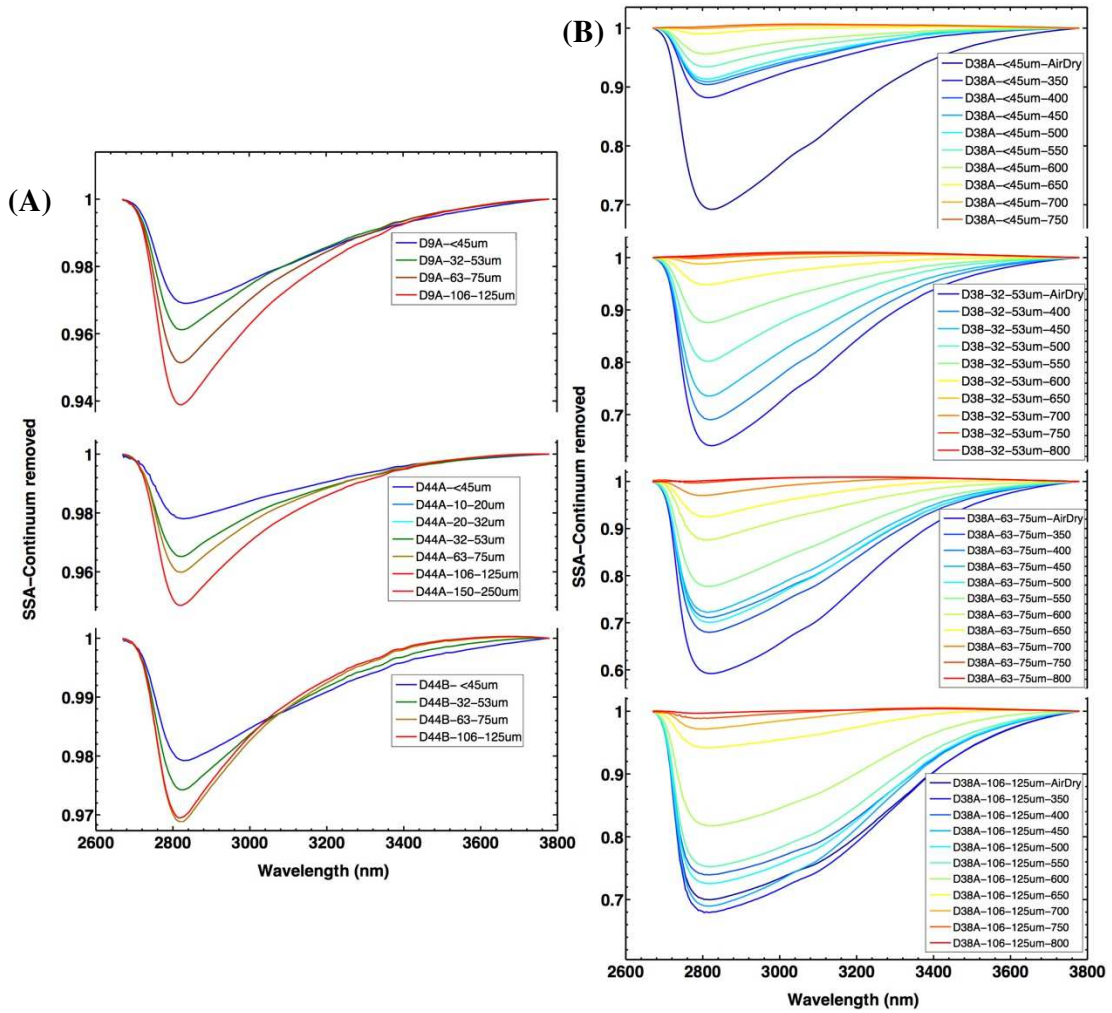 (A)
1
0.98
0.96
0.94
D9A-<45um
D9A-32-53um
D9A-63-75um
D9A-106-125um
2600 2800 3000 3200 3400 3600 3800
1
0.98
0.96
D44A-<45um
D44A-10-20um
D44A-20-32um
D44A-32-53um
D44A-63-75um
D44A-106-125um
D44A-150-250um
1
0.99
0.98
0.97
D44B- <45um
D44B-32-53um
D44B-63-75um
D44B-106-125um
2600 2800 3000 3200 3400 3600 3800
Wavelength (nm)
SSA-Continuum removed
(B)
1
0.9
0.8
0.7
D38A-<45um-AirDry
D38A-<45um-350
D38A-<45um-400
D38A-<45um-450
D38A-<45um-500
D38A-<45um-550
D38A-<45um-600
D38A-<45um-650
D38A-<45um-700
D38A-<45um-750
1
0.9
0.8
0.7
D38-32-53um-AirDry
D38-32-53um-400
D38-32-53um-450
D38-32-53um-500
D38-32-53um-550
D38-32-53um-600
D38-32-53um-650
D38-32-53um-700
D38-32-53um-750
D38-32-53um-800
1
0.9
0.8
0.7
0.6
D38A-63-75um-AirDry
D38A-63-75um-350
D38A-63-75um-400
D38A-63-75um-450
D38A-63-75um-500
D38A-63-75um-550
D38A-63-75um-600
D38A-63-75um-650
D38A-63-75um-700
D38A-63-75um-750
D38A-63-75um-800
1
0.9
0.8
0.7
D38A-106-125um-AirDry
D38A-106-125um-350
D38A-106-125um-400
D38A-106-125um-450
D38A-106-125um-500
D38A-106-125um-550
D38A-106-125um-600
D38A-106-125um-650
D38A-106-125um-700
D38A-106-125um-750
D38A-106-125um-800
2600 2800 3000 3200 3400 3600 3800
Wavelength (nm)
SSA-Continuum removed